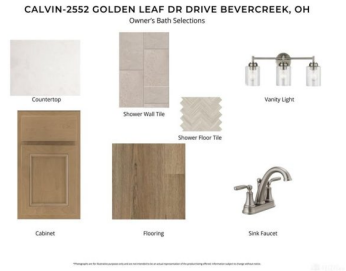 CALVIN-2552 GOLDEN LEAF DR DRIVE BEVERCREEK, OH
Owner's Bath Selections
Countertop
Shower Wall Tile
Vanity Light
Shower Floor Tile
Cabinet
Flooring
Sink Faucet